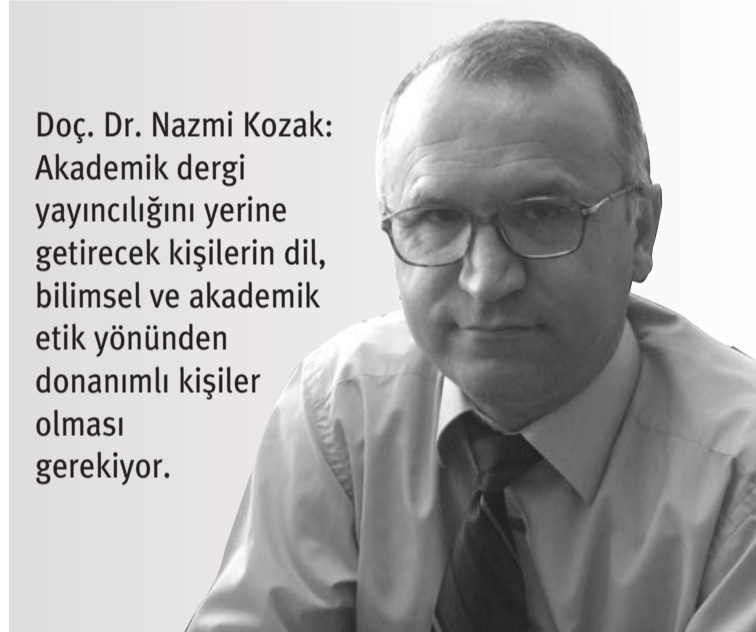 Doç. Dr. Nazmi Kozak:
Akademik dergi
yayıncılığını yerine
getirecek kişilerin dil,
bilimsel ve akademik
etik yönünden
donanımlı kişiler
olması
gerekiyor.